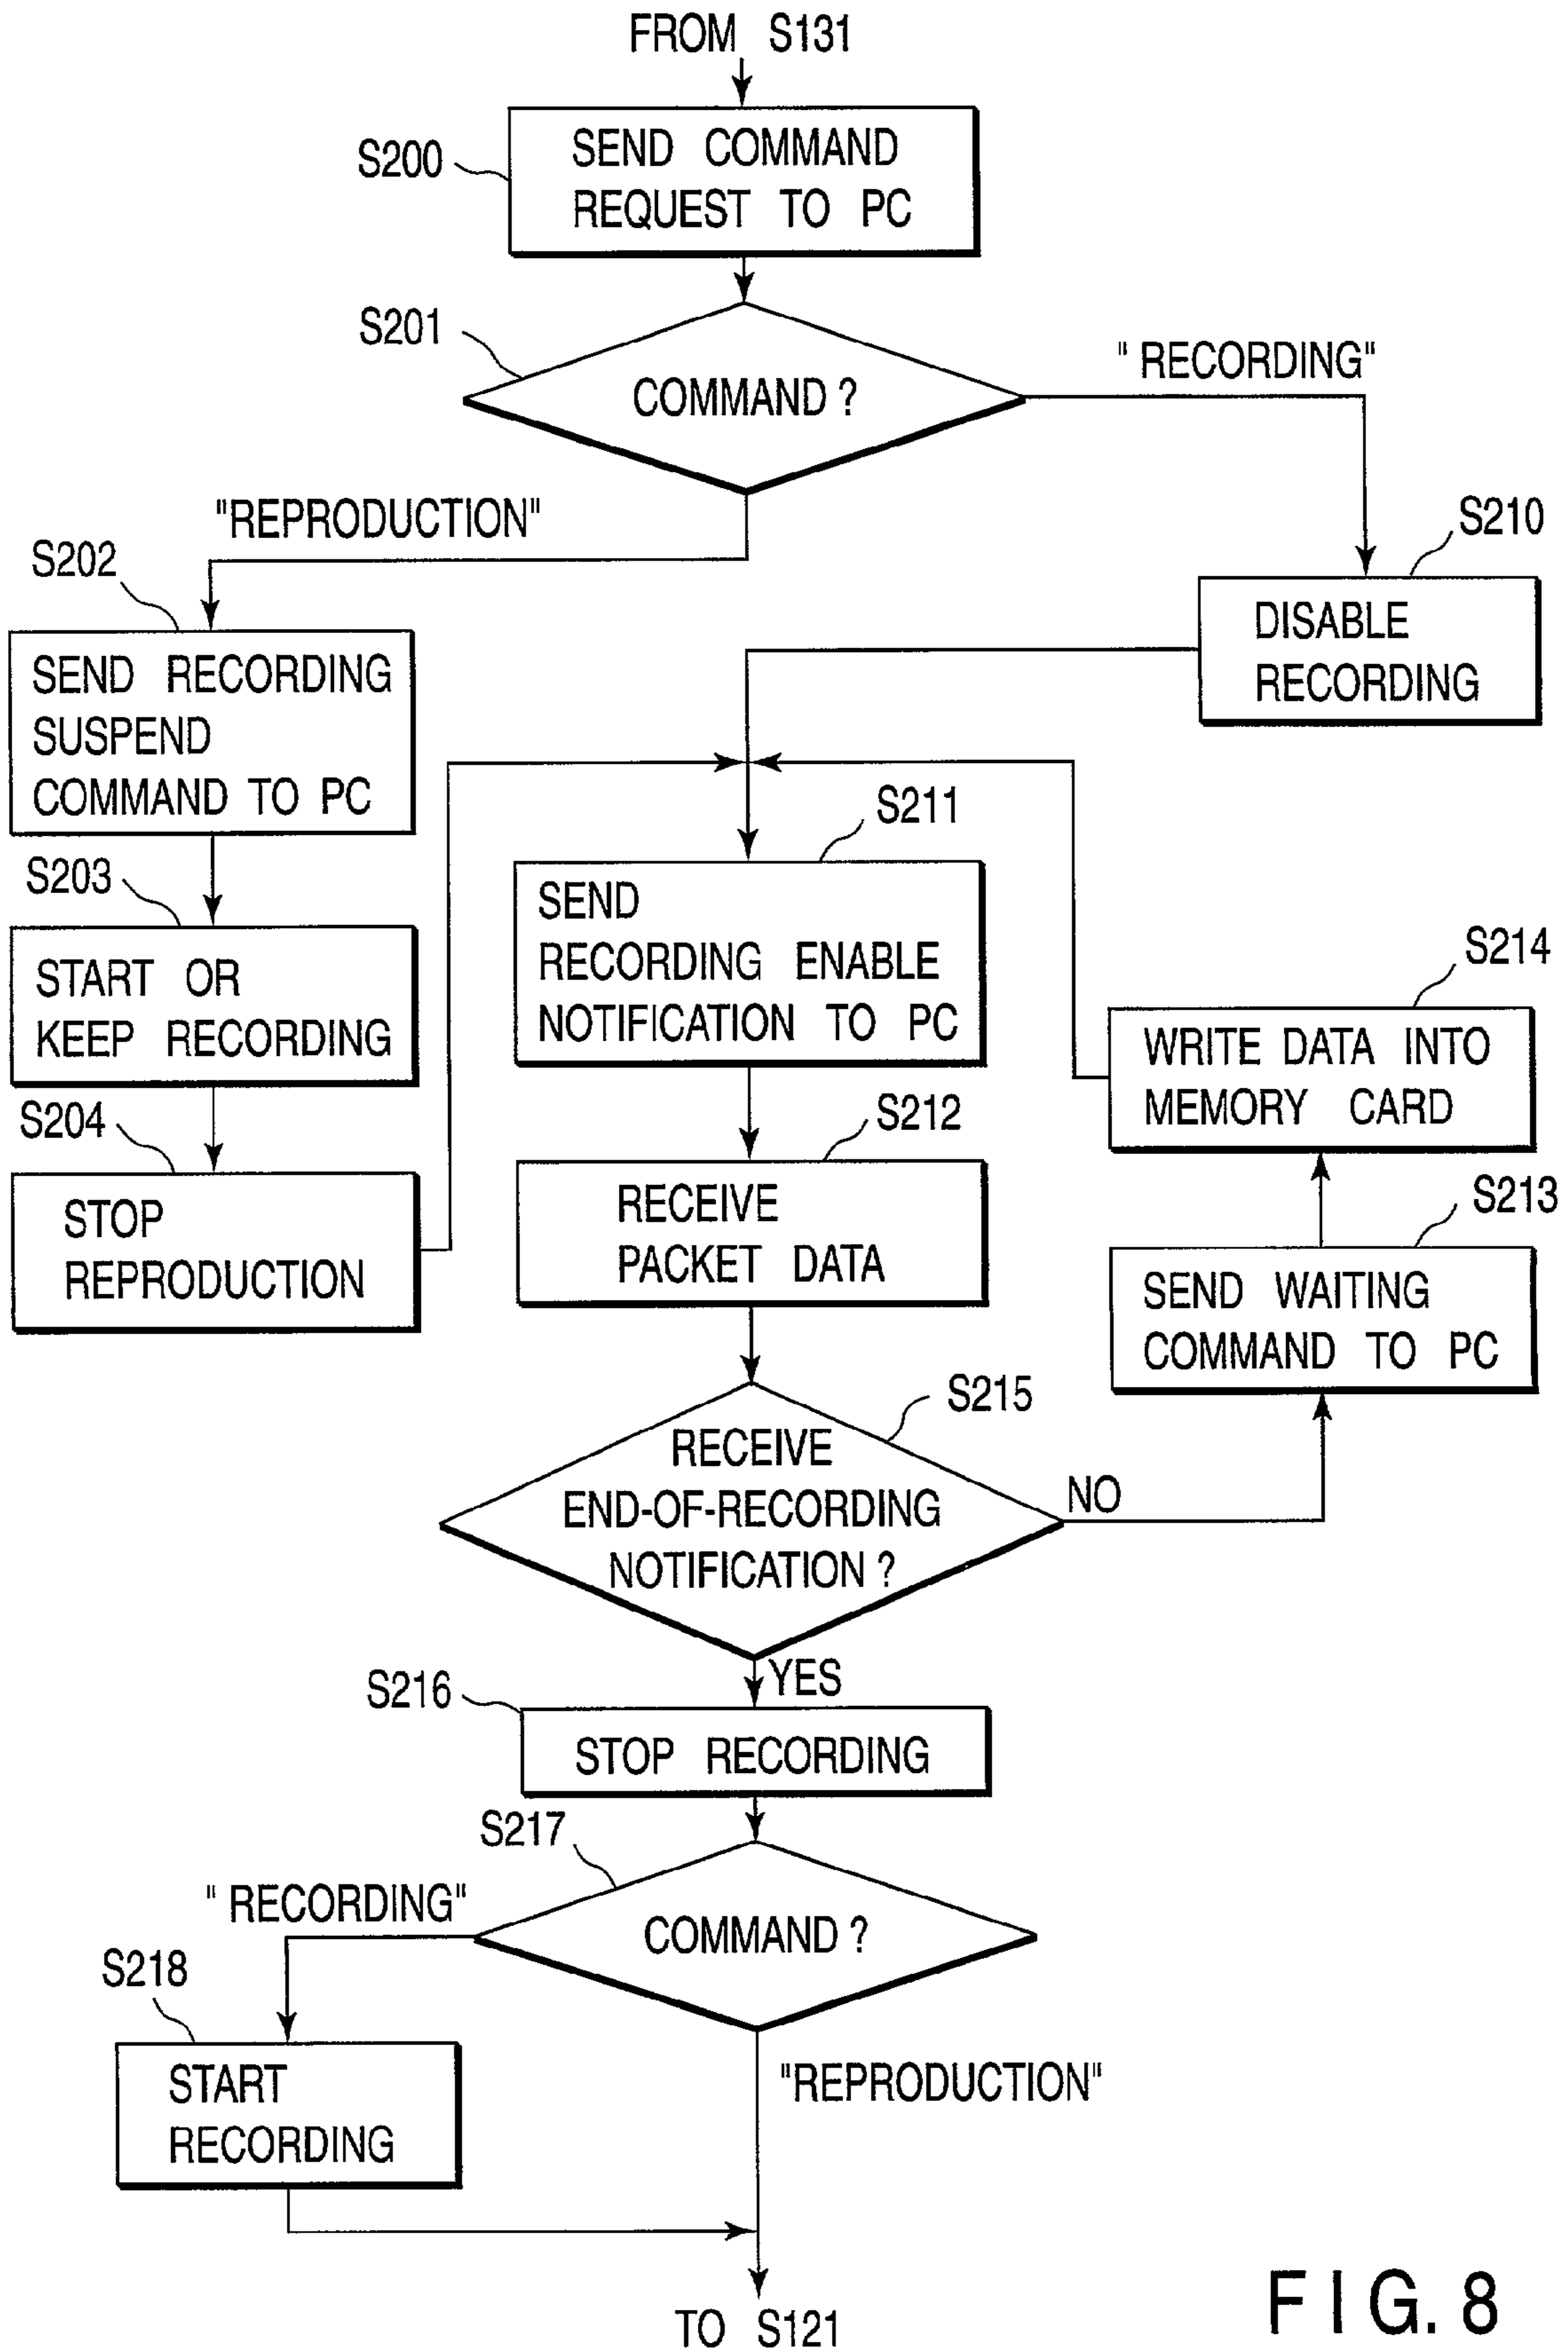 FROM S131
S200
SEND COMMAND
REQUEST TO PC
S201
COMMAND ?
" RECORDING"
"REPRODUCTION"
S210
DISABLE
RECORDING
S202
SEND RECORDING
SUSPEND
COMMAND TO PC
S211
SEND
RECORDING ENABLE
NOTIFICATION TO PC
S203
START OR
KEEP RECORDING
S214
WRITE DATA INTO
MEMORY CARD
S204
STOP
REPRODUCTION
S212
RECEIVE
PACKET DATA
S213
SEND WAITING
COMMAND TO PC
S215
RECEIVE
END-OF-RECORDING
NOTIFICATION ?
NO
YES
S216
STOP RECORDING
S217
COMMAND ?
" RECORDING"
S218
START
RECORDING
"REPRODUCTION"
TO S121
FIG. 8